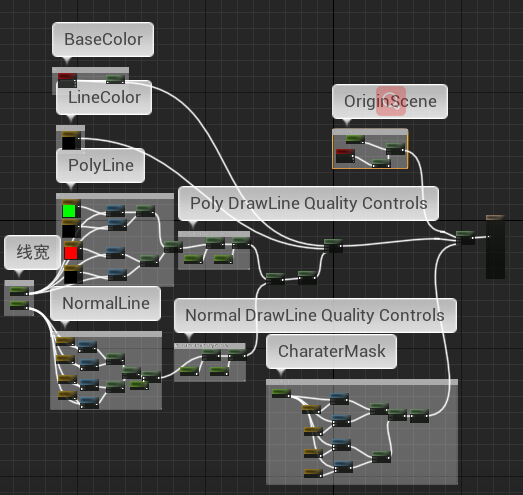 BaseColor
LineColor
OriginScene
PolyLine
Poly DrawLine Quality Controls
线宽
NormalLine
Normal DrawLine Quality Controls
CharaterMask